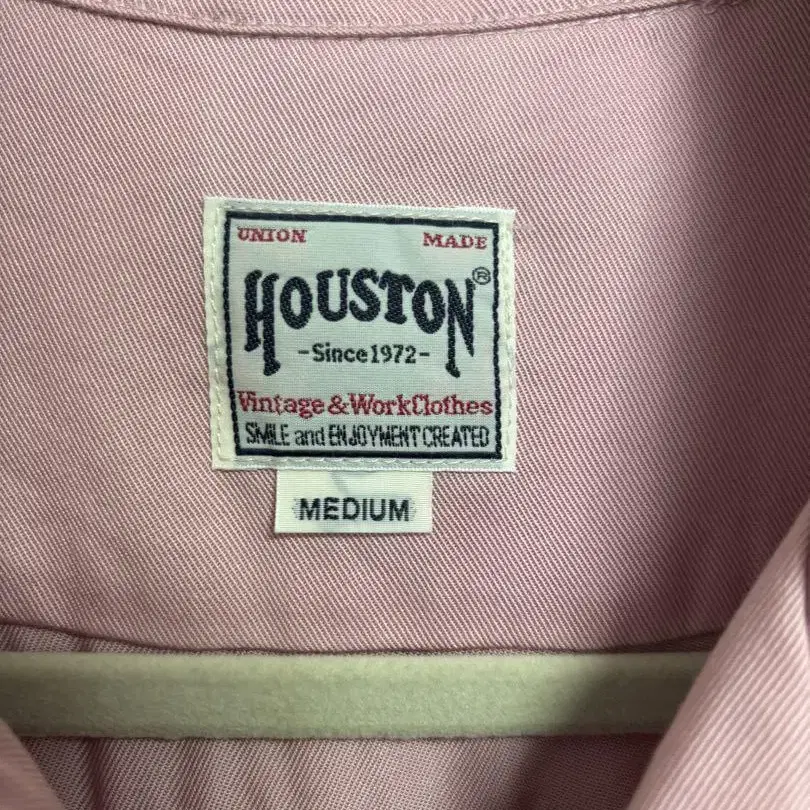 UNION MADE
HOUSTON®
-Since1972-
Vintage&WorkClothes
SMILE and ENJOYMENT CREATED
MEDIUM